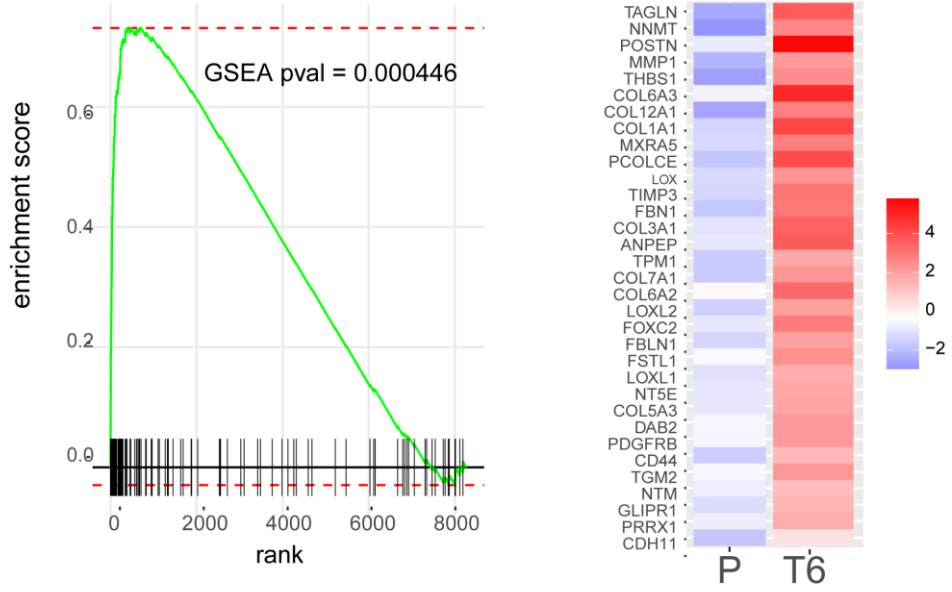 GSEA pval = 0.000446
enrichment score
0.6
0.4
0.2
0.0
0
2000
4000
6000
8000
rank
TAGLN
NNMT
POSTN
MMP1
THBS1
COL6A3
COL12A1
COL1A1
MXRA5
PCOLCE
LOX
TIMP3
FBN1
COL3A1
ANPEP
TPM1
COL7A1
COL6A2
LOXL2
FOXC2
FBLN1
FSTL1
LOXL1
NT5E
COL5A3
DAB2
PDGFRB
CD44
TGM2
NTM
GLIPR1
PRRX1
CDH11
P
T6
4
2
0
−2